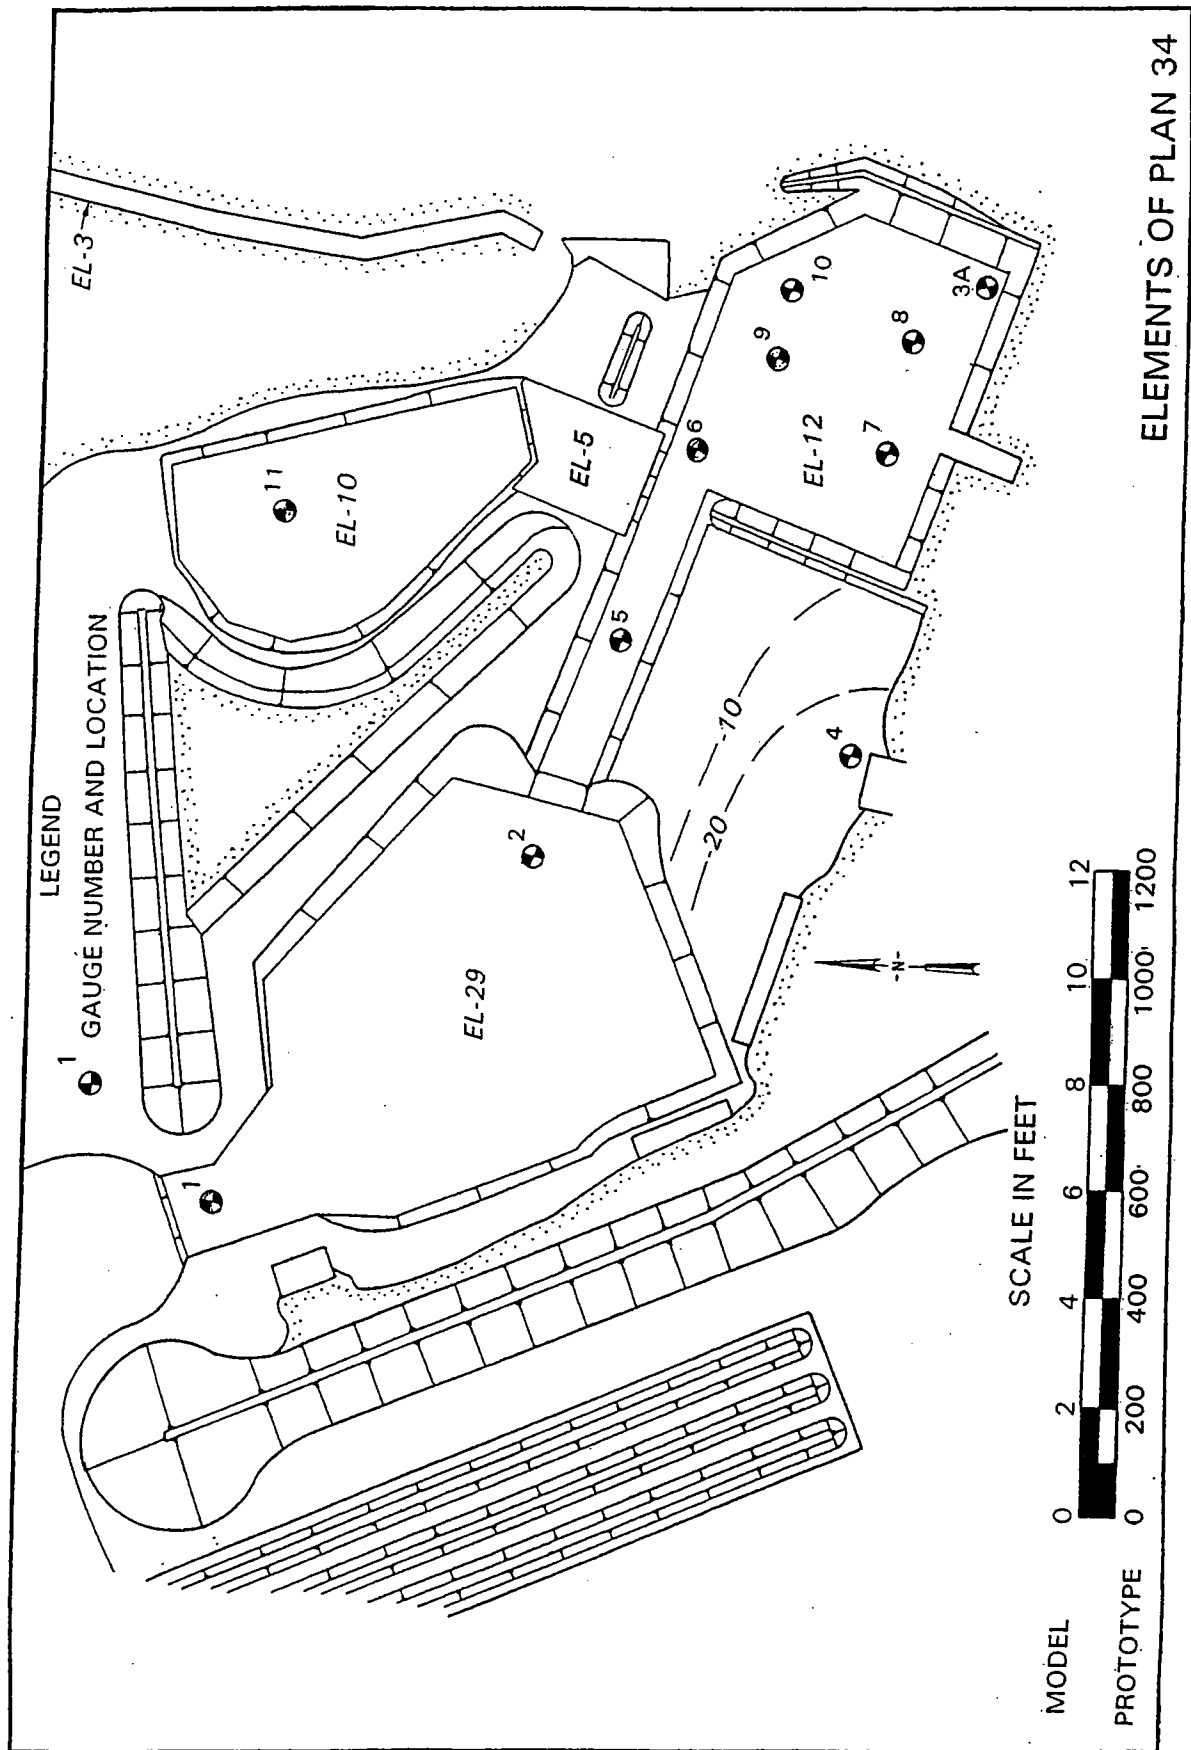 LEGEND
1 GAUGE NUMBER AND LOCATION
EL-3
11
EL-10
EL-5
1
2
EL-29
5
6
9
10
EL-12
7
8
3A
4
-10
-20
-N-
SCALE IN FEET
MODEL 0 2 4 6 8 10 12
PROTOTYPE 0 200 400 600 800 1000 1200
ELEMENTS OF PLAN 34